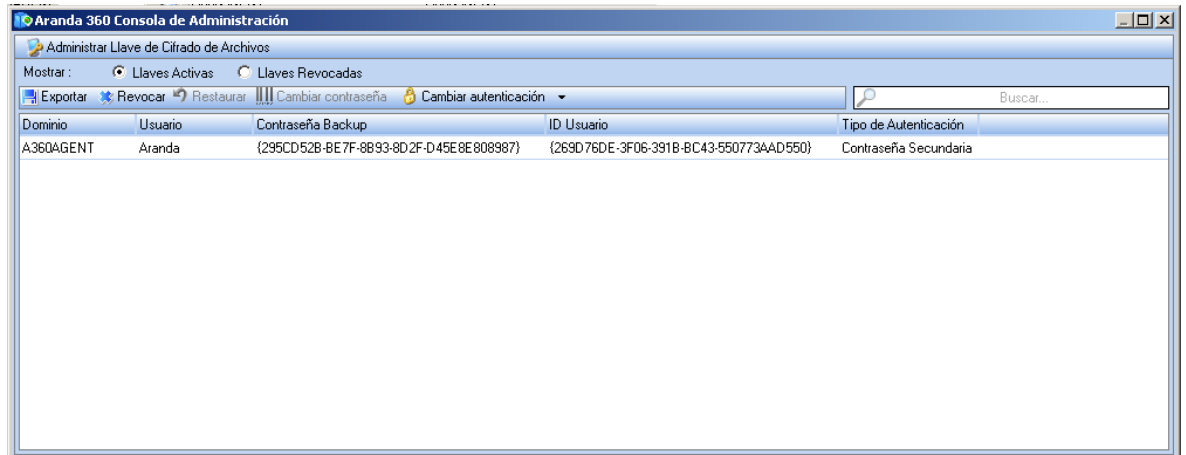 Aranda 360 Consola de Administración
Administrar Llave de Cifrado de Archivos
Mostrar : Llaves Activas Llaves Revocadas
Exportar Revocar Restaurar Cambiar contraseña Cambiar autenticación Buscar...
Dominio Usuario Contraseña Backup ID Usuario Tipo de Autenticación
A360AGENT Aranda {295CD52B-BE7F-8B93-8D2F-D45E8E808987} {269D76DE-3F06-391B-BC43-550773AAD550} Contraseña Secundaria